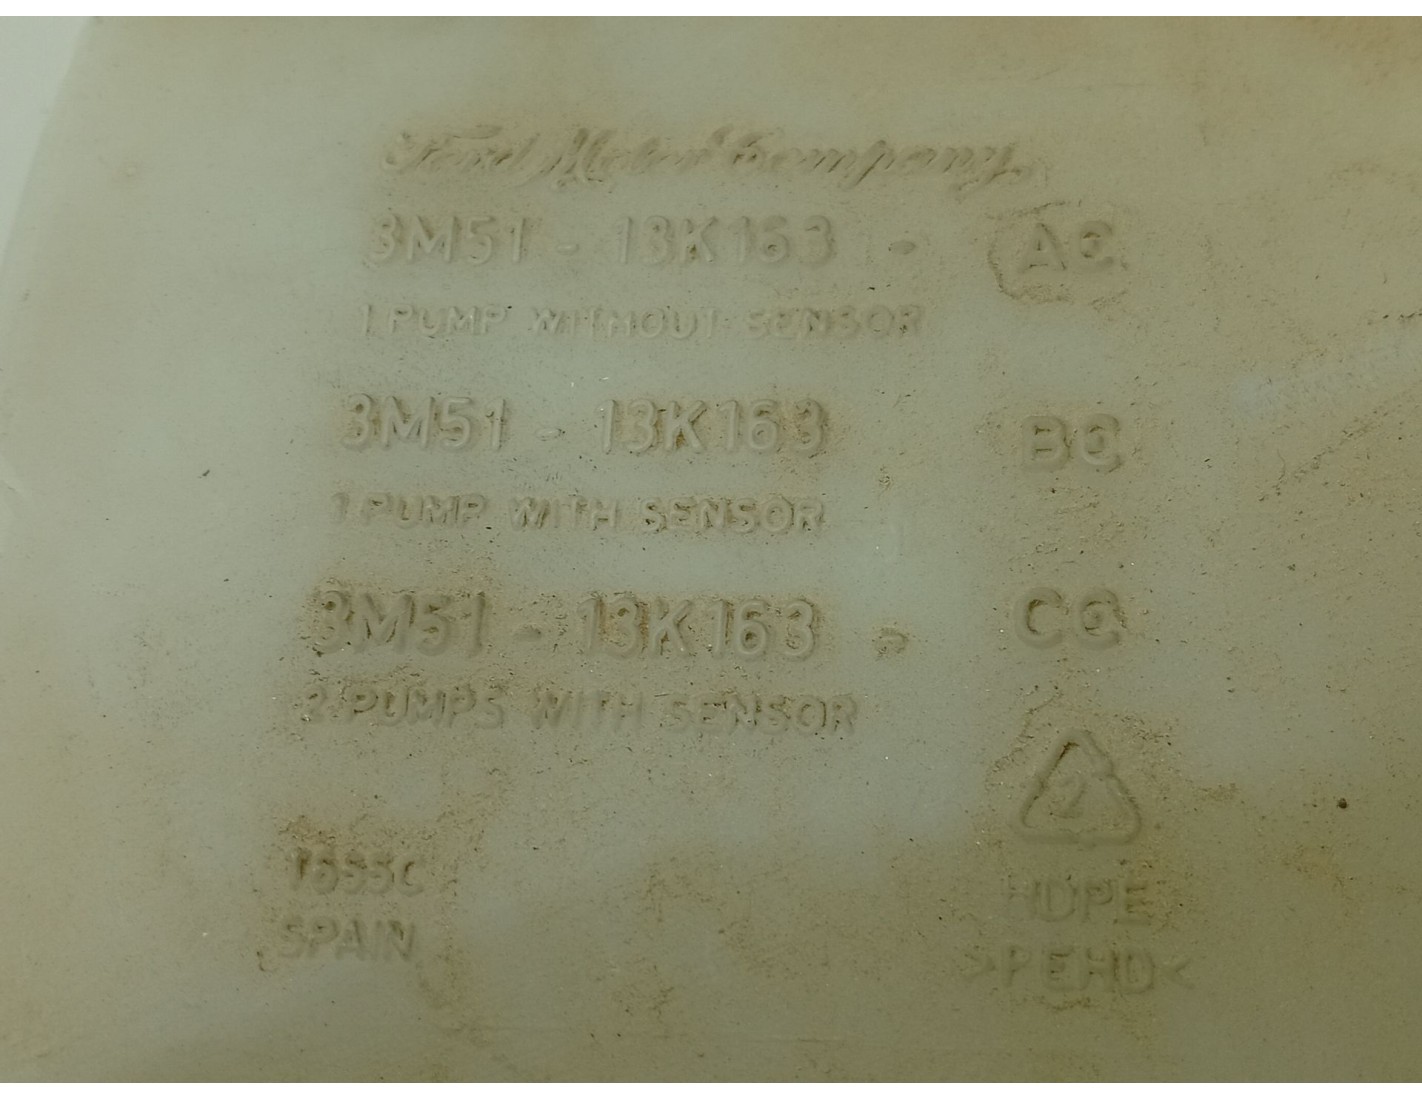 Ford Motor Company
3M51 - 13K163 - AC
1 PUMP WITHOUT SENSOR
3M51 - 13K163 BC
1 PUMP WITH SENSOR
3M51 - 13K163 - CC
2 PUMPS WITH SENSOR
2
1655C
HDPE
SPAIN
>PEHD<